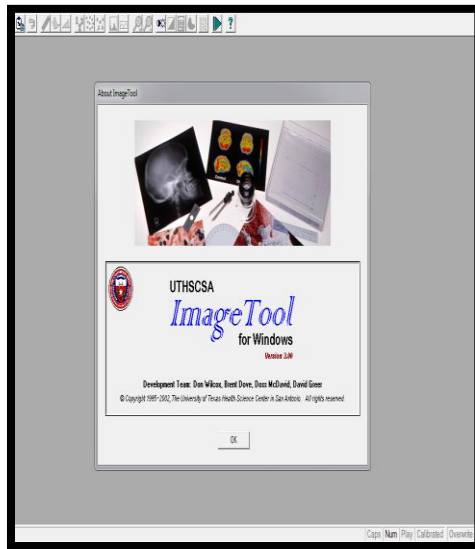 About ImageTool
UTHSCSA
ImageTool
for Windows
Version 3.00
Development Team: Don Wilcox, Brent Dove, Doss McDavid, David Greer
© Copyright 1995-2002, The University of Texas Health Science Center in San Antonio. All rights reserved.
OK
Caps Num Play Calibrated Overwrite